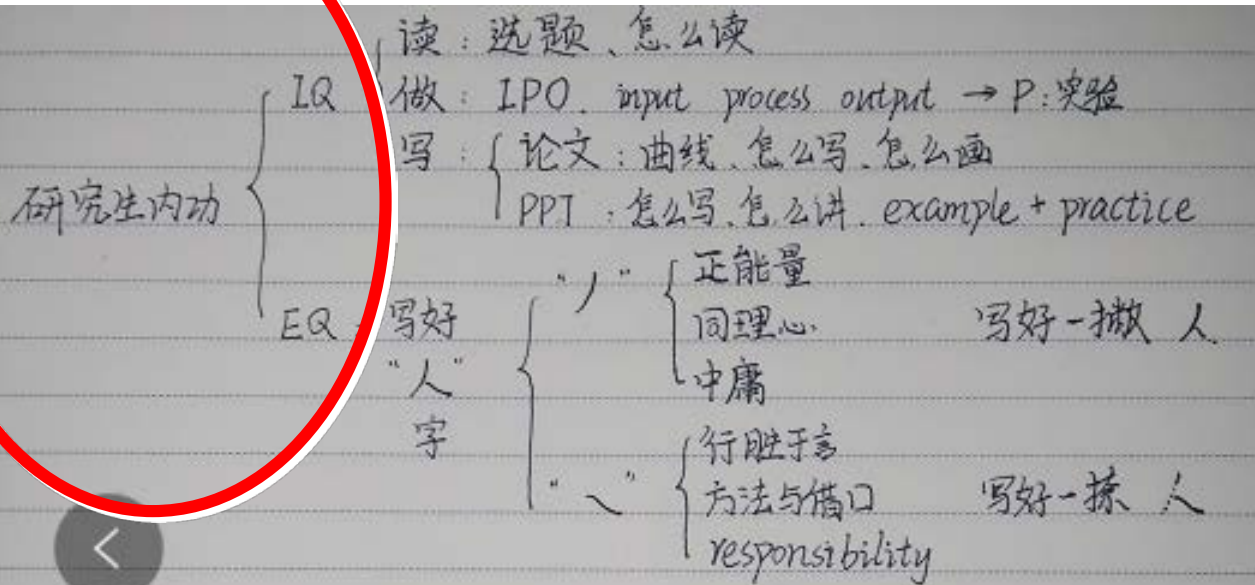 读：选题、怎么读
IQ 做：IPO. input process output → P:实验
写：论文：曲线、怎么写、怎么画
研究生内功
PPT：怎么写、怎么讲. example + practice
"丿" 正能量
EQ 写好 同理心 写好一撇 人
"人" 中庸
字 行胜于言
"㇏" 方法与借口 写好一捺 人
responsibility